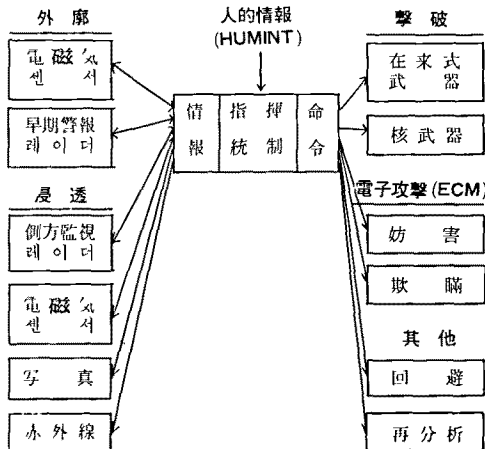 外廓
電磁気
센서
早期警報
레이더
浸透
側方監視
레이더
電磁気
센서
写真
赤外線
人的情報
(HUMINT)
情報
指揮
統制
命令
撃破
在来式
武器
核武器
電子攻撃(ECM)
妨害
欺瞞
其他
回避
再分析